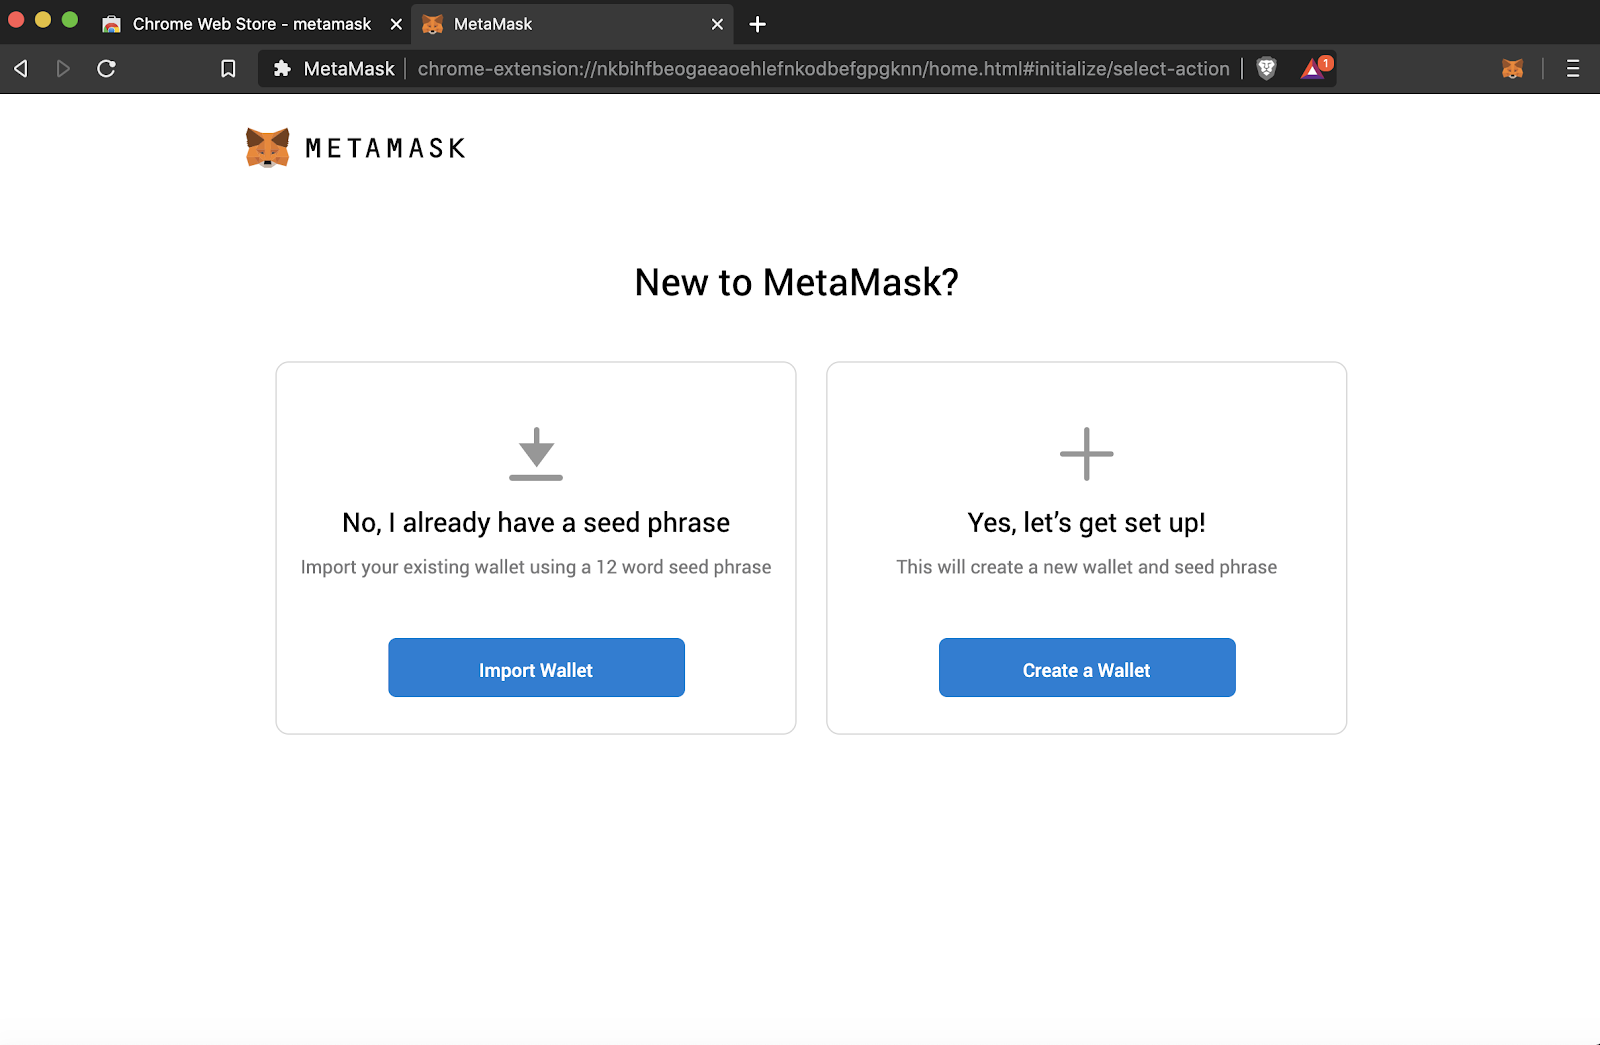 Chrome Web Store - metamask
MetaMask
MetaMask
chrome-extension://nkbihfbeogaeaoehlefnkodbefgpgknn/home.html#initialize/select-action
1
METAMASK
New to MetaMask?
No, I already have a seed phrase
Import your existing wallet using a 12 word seed phrase
Import Wallet
Yes, let’s get set up!
This will create a new wallet and seed phrase
Create a Wallet